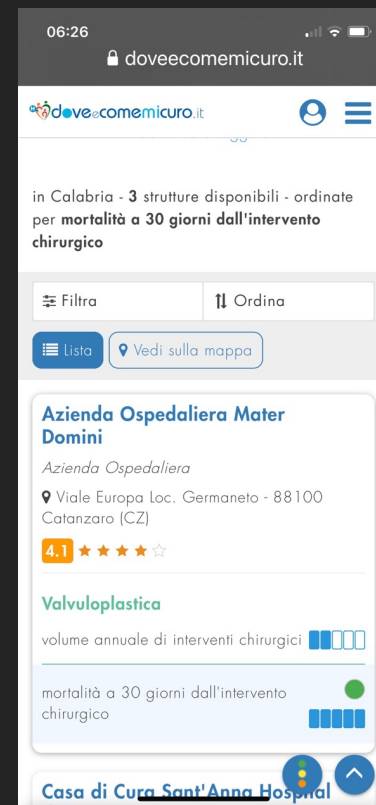 06:26
doveecomemicuro.it
doveecomemicuro.it
in Calabria - 3 strutture disponibili - ordinate
per mortalità a 30 giorni dall'intervento
chirurgico
Filtra
Ordina
Lista
Vedi sulla mappa
Azienda Ospedaliera Mater
Domini
Azienda Ospedaliera
Viale Europa Loc. Germaneto - 88100
Catanzaro (CZ)
4.1
Valvuloplastica
volume annuale di interventi chirurgici
mortalità a 30 giorni dall'intervento
chirurgico
Casa di Cura Sant'Anna Hospital